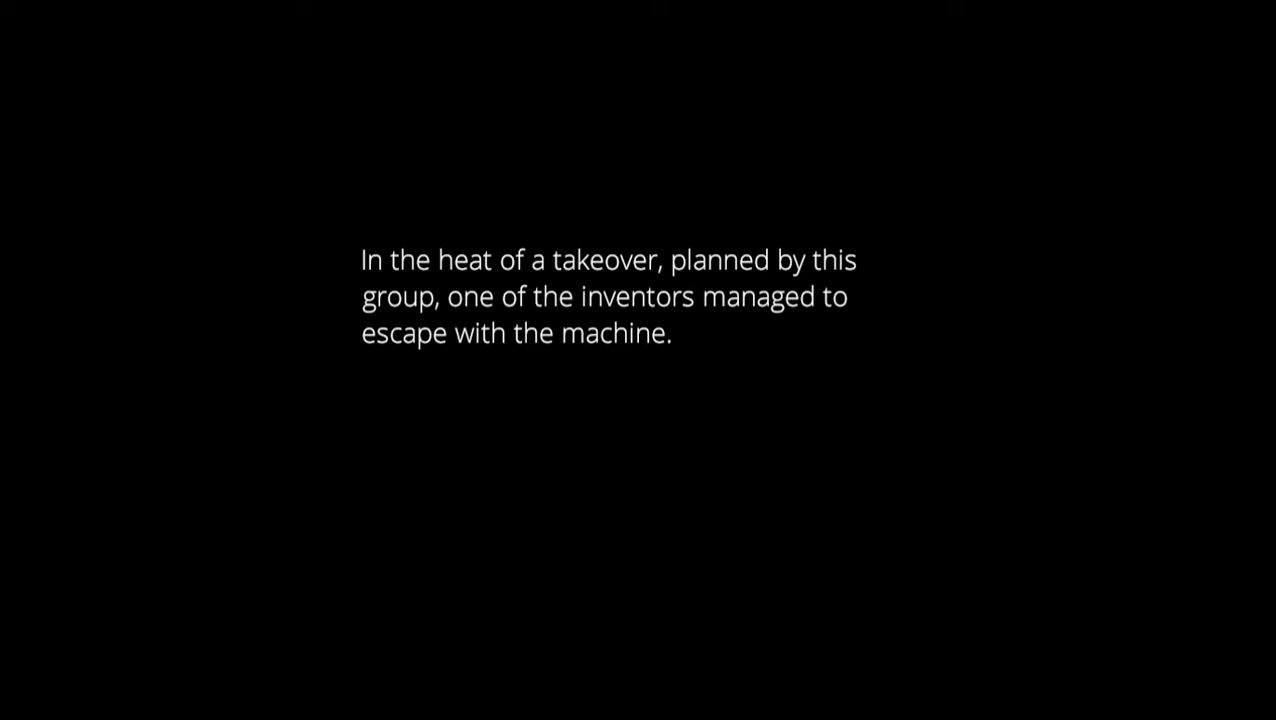 In the heat of a takeover, planned by this
group, one of the inventors managed to
escape with the machine.